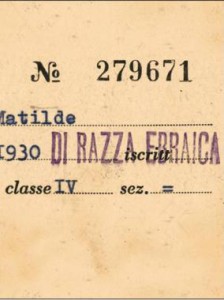 № 279671
Matilde
1930 DI RAZZA EBRAICA iscritt
classe IV sez. =